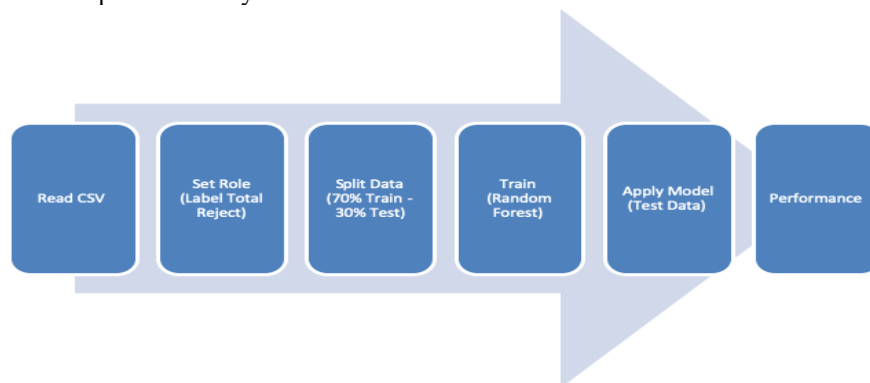 Read CSV
Set Role
(Label Total
Reject)
Split Data
(70% Train -
30% Test)
Train
(Random
Forest)
Apply Model
(Test Data)
Performance